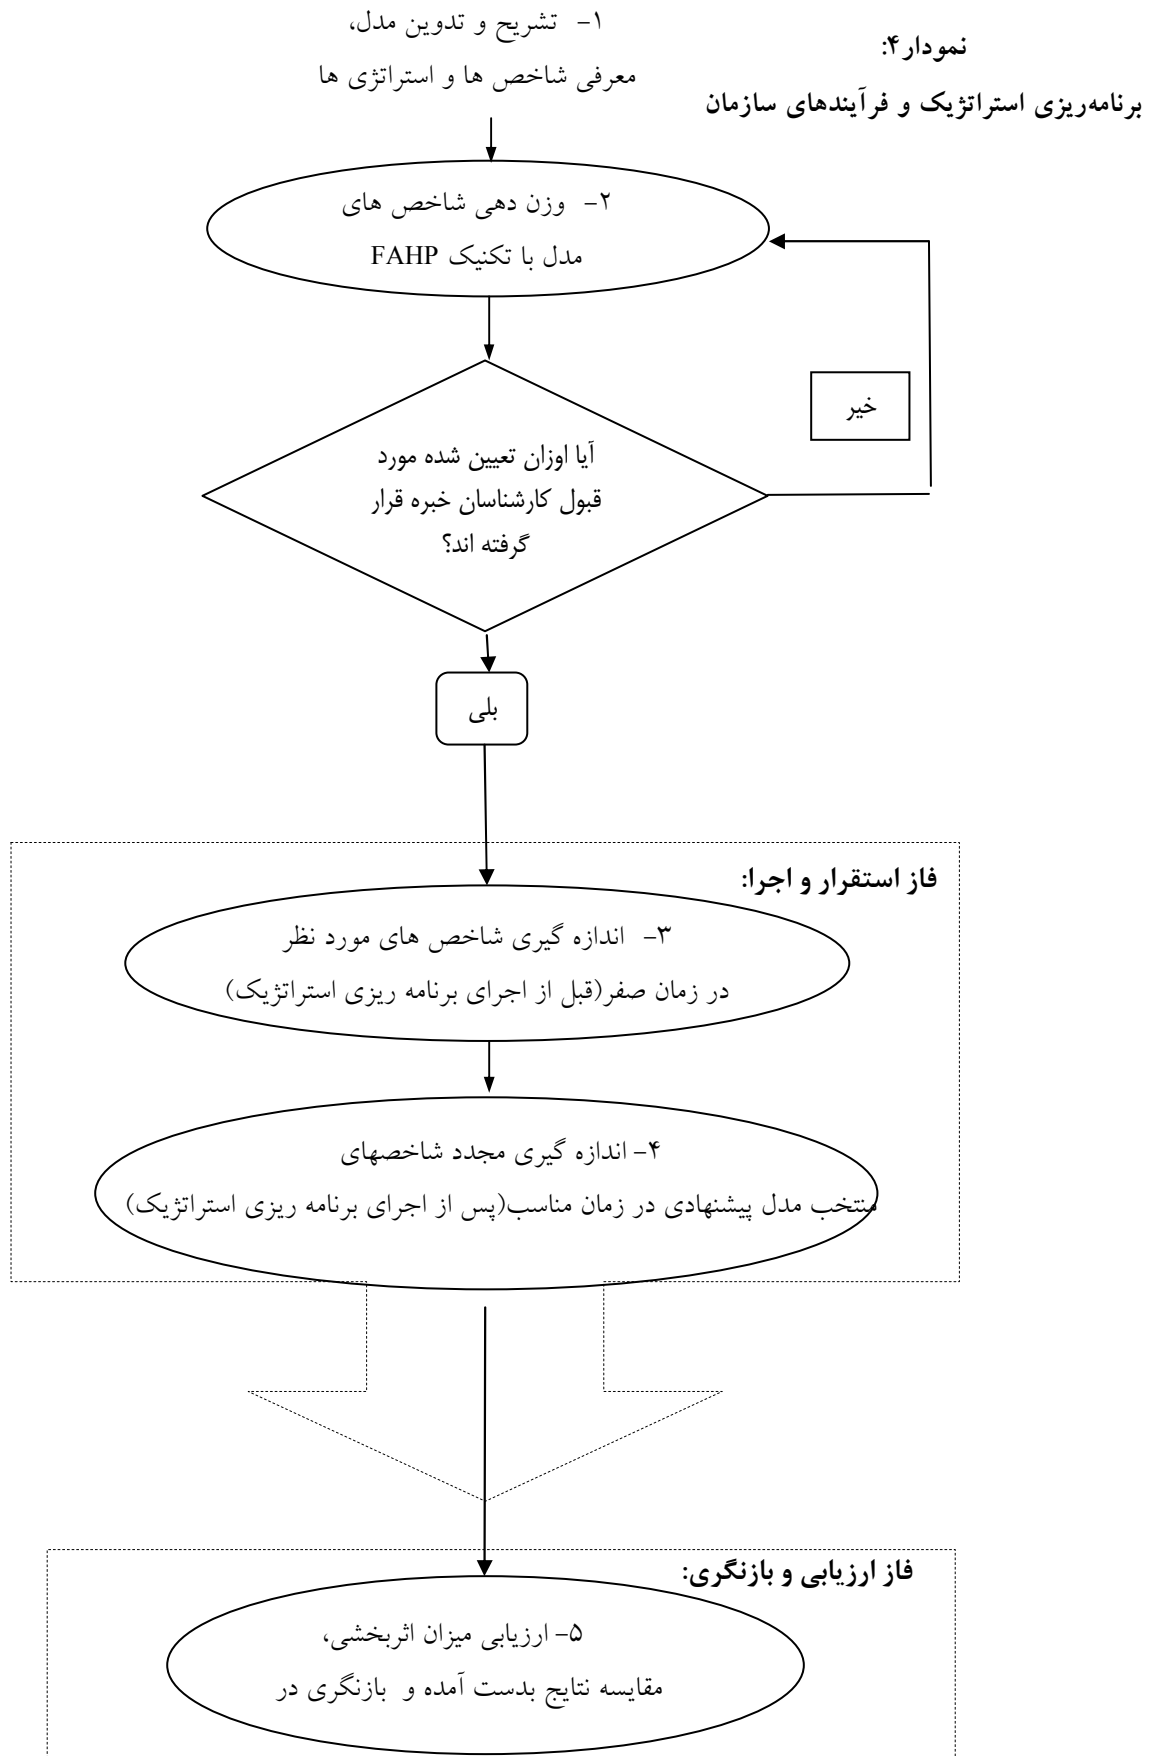 نمودار۴:
برنامه‌ریزی استراتژیک و فرآیندهای سازمان
۱- تشریح و تدوین مدل،
معرفی شاخص ها و استراتژی ها
۲- وزن دهی شاخص های
مدل با تکنیک FAHP
خیر
آیا اوزان تعیین شده مورد
قبول کارشناسان خبره قرار
گرفته اند؟
بلی
فاز استقرار و اجرا:
۳- اندازه گیری شاخص های مورد نظر
در زمان صفر(قبل از اجرای برنامه ریزی استراتژیک)
۴- اندازه گیری مجدد شاخصهای
منتخب مدل پیشنهادی در زمان مناسب(پس از اجرای برنامه ریزی استراتژیک)
فاز ارزیابی و بازنگری:
۵- ارزیابی میزان اثربخشی،
مقایسه نتایج بدست آمده و بازنگری در